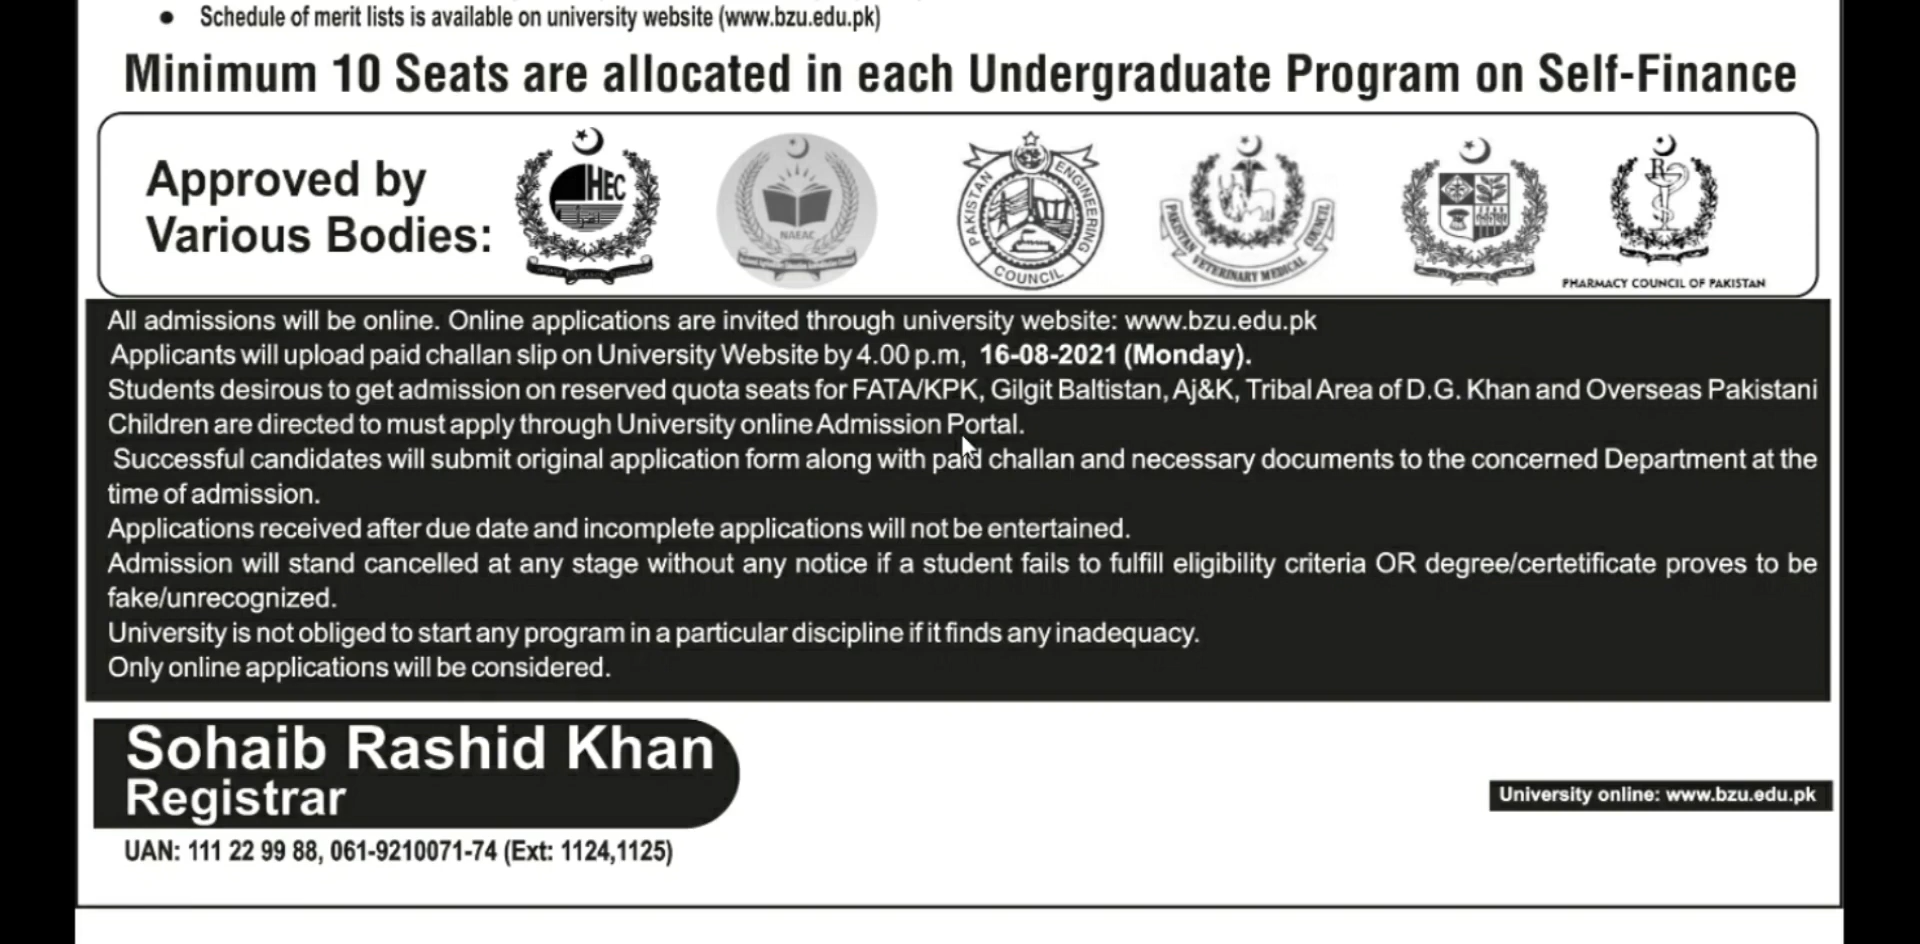 ● Schedule of merit lists is available on university website (www.bzu.edu.pk)
Minimum 10 Seats are allocated in each Undergraduate Program on Self-Finance
Approved by
Various Bodies:
HEC
NAEAC
PAKISTAN ENGINEERING
COUNCIL
PAKISTAN VETERINARY MEDICAL COUNCIL
R
PHARMACY COUNCIL OF PAKISTAN
All admissions will be online. Online applications are invited through university website: www.bzu.edu.pk
Applicants will upload paid challan slip on University Website by 4.00 p.m, 16-08-2021 (Monday).
Students desirous to get admission on reserved quota seats for FATA/KPK, Gilgit Baltistan, Aj&K, Tribal Area of D.G. Khan and Overseas Pakistani
Children are directed to must apply through University online Admission Portal.
Successful candidates will submit original application form along with paid challan and necessary documents to the concerned Department at the
time of admission.
Applications received after due date and incomplete applications will not be entertained.
Admission will stand cancelled at any stage without any notice if a student fails to fulfill eligibility criteria OR degree/certetificate proves to be
fake/unrecognized.
University is not obliged to start any program in a particular discipline if it finds any inadequacy.
Only online applications will be considered.
Sohaib Rashid Khan
Registrar
University online: www.bzu.edu.pk
UAN: 111 22 99 88, 061-9210071-74 (Ext: 1124,1125)